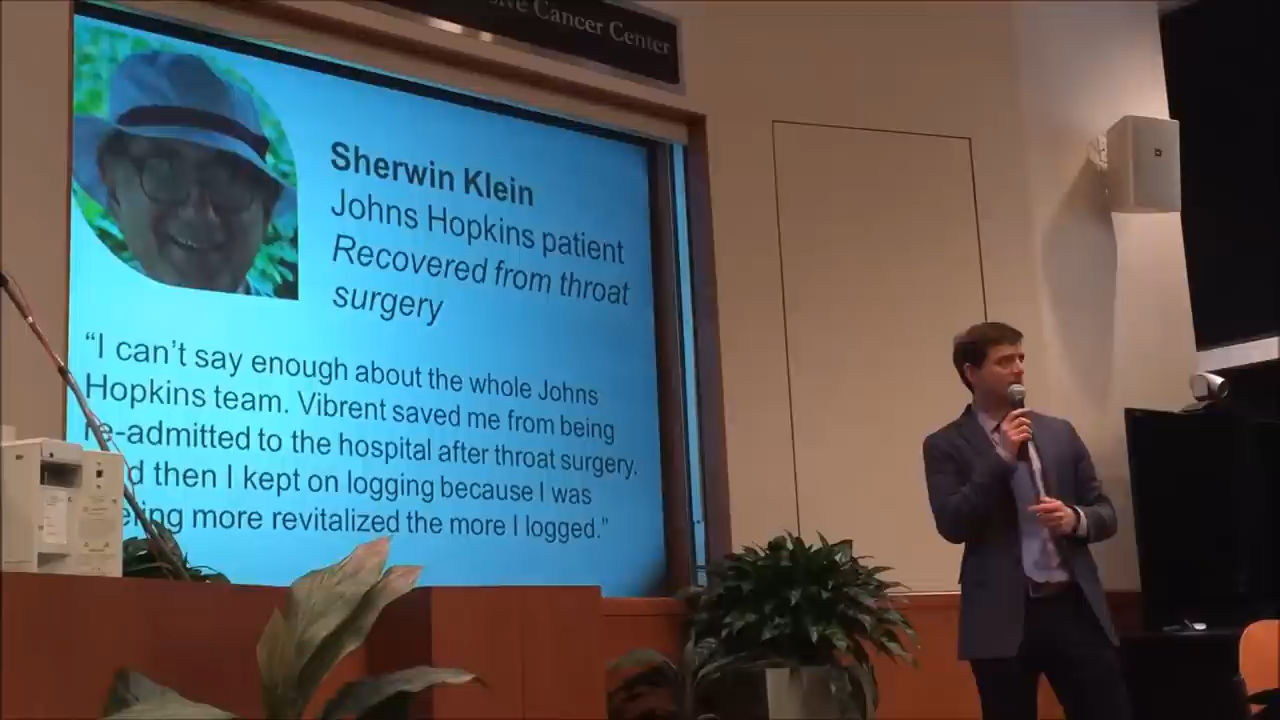 Cancer Center
Sherwin Klein
Johns Hopkins patient
Recovered from throat
surgery
“I can’t say enough about the whole Johns
Hopkins team. Vibrent saved me from being
re-admitted to the hospital after throat surgery.
d then I kept on logging because I was
eling more revitalized the more I logged.”